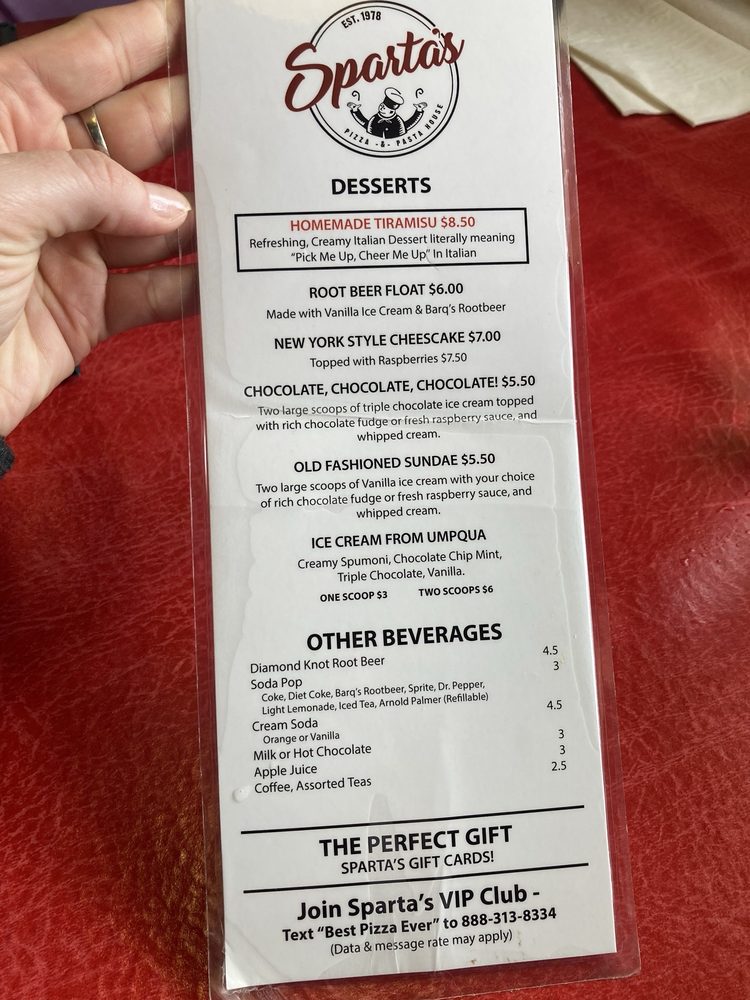 EST. 1978
Sparta's
PIZZA -&- PASTA HOUSE
DESSERTS
HOMEMADE TIRAMISU $8.50
Refreshing, Creamy Italian Dessert literally meaning
"Pick Me Up, Cheer Me Up" In Italian
ROOT BEER FLOAT $6.00
Made with Vanilla Ice Cream & Barq's Rootbeer
NEW YORK STYLE CHEESCAKE $7.00
Topped with Raspberries $7.50
CHOCOLATE, CHOCOLATE, CHOCOLATE! $5.50
Two large scoops of triple chocolate ice cream topped
with rich chocolate fudge or fresh raspberry sauce, and
whipped cream.
OLD FASHIONED SUNDAE $5.50
Two large scoops of Vanilla ice cream with your choice
of rich chocolate fudge or fresh raspberry sauce, and
whipped cream.
ICE CREAM FROM UMPQUA
Creamy Spumoni, Chocolate Chip Mint,
Triple Chocolate, Vanilla.
ONE SCOOP $3 TWO SCOOPS $6
OTHER BEVERAGES
Diamond Knot Root Beer 4.5
Soda Pop 3
Coke, Diet Coke, Barq's Rootbeer, Sprite, Dr. Pepper,
Light Lemonade, Iced Tea, Arnold Palmer (Refillable)
Cream Soda 4.5
Orange or Vanilla
Milk or Hot Chocolate 3
Apple Juice 3
Coffee, Assorted Teas 2.5
THE PERFECT GIFT
SPARTA'S GIFT CARDS!
Join Sparta's VIP Club -
Text "Best Pizza Ever" to 888-313-8334
(Data & message rate may apply)